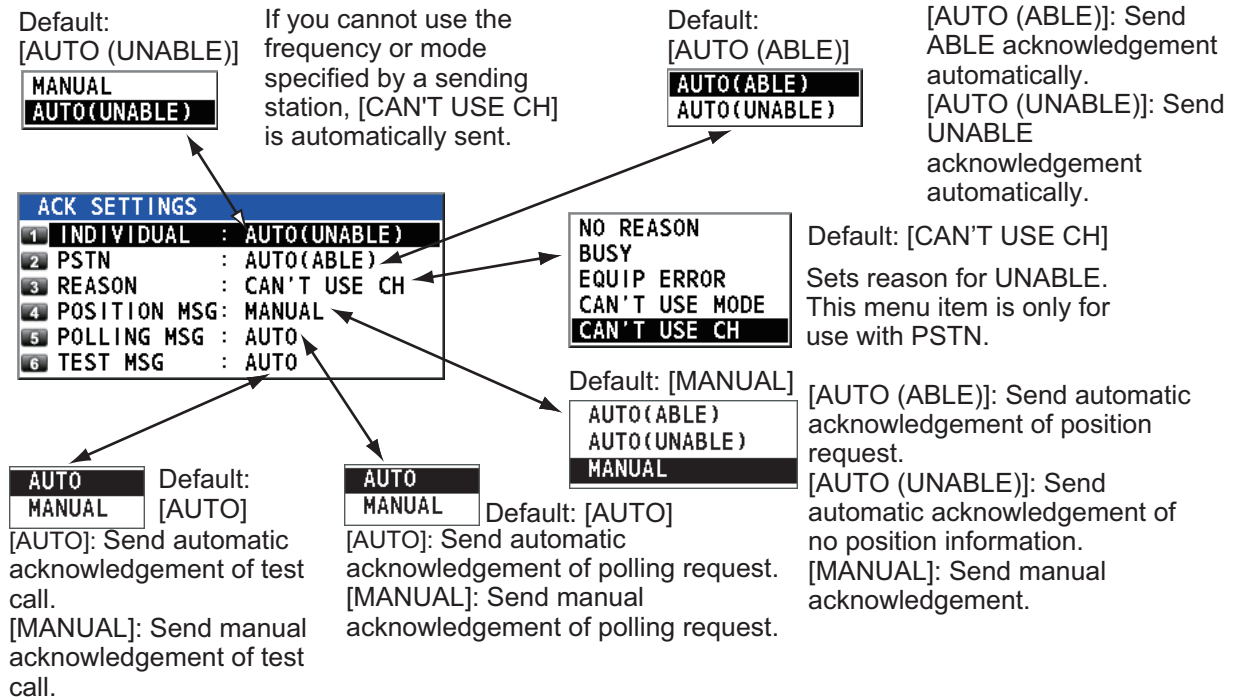 Default:
[AUTO (UNABLE)]
MANUAL
AUTO(UNABLE)
If you cannot use the
frequency or mode
specified by a sending
station, [CAN'T USE CH]
is automatically sent.
Default:
[AUTO (ABLE)]
AUTO(ABLE)
AUTO(UNABLE)
[AUTO (ABLE)]: Send
ABLE acknowledgement
automatically.
[AUTO (UNABLE)]: Send
UNABLE
acknowledgement
automatically.
ACK SETTINGS
1 INDIVIDUAL : AUTO(UNABLE)
2 PSTN : AUTO(ABLE)
3 REASON : CAN'T USE CH
4 POSITION MSG: MANUAL
5 POLLING MSG : AUTO
6 TEST MSG : AUTO
NO REASON
BUSY
EQUIP ERROR
CAN'T USE MODE
CAN'T USE CH
Default: [CAN’T USE CH]
Sets reason for UNABLE.
This menu item is only for
use with PSTN.
Default: [MANUAL]
AUTO(ABLE)
AUTO(UNABLE)
MANUAL
[AUTO (ABLE)]: Send automatic
acknowledgement of position
request.
[AUTO (UNABLE)]: Send
automatic acknowledgement of
no position information.
[MANUAL]: Send manual
acknowledgement.
AUTO
MANUAL
Default:
[AUTO]
[AUTO]: Send automatic
acknowledgement of test
call.
[MANUAL]: Send manual
acknowledgement of test
call.
AUTO
MANUAL
Default: [AUTO]
[AUTO]: Send automatic
acknowledgement of polling request.
[MANUAL]: Send manual
acknowledgement of polling request.